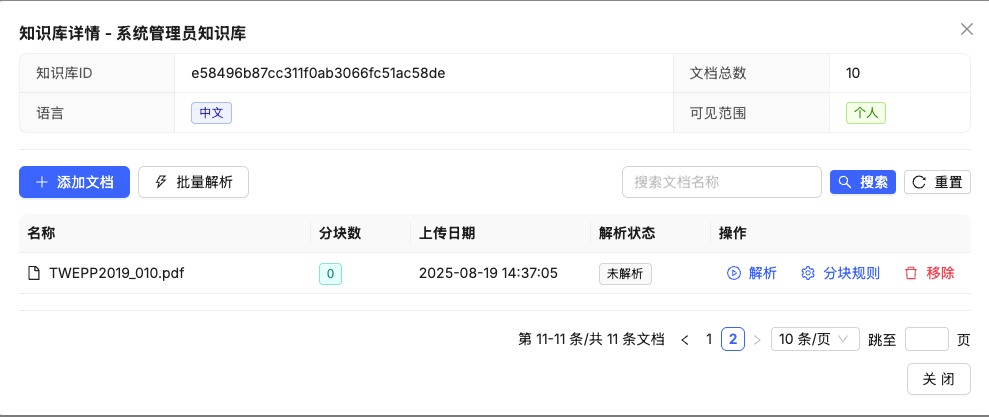 知识库详情 - 系统管理员知识库
知识库ID e58496b87cc311f0ab3066fc51ac58de 文档总数 10
语言 中文 可见范围 个人
添加文档 批量解析 搜索文档名称 搜索 重置
名称 分块数 上传日期 解析状态 操作
TWEPP2019_010.pdf 0 2025-08-19 14:37:05 未解析 解析 分块规则 移除
第 11-11 条/共 11 条文档 < 1 2 > 10 条/页 跳至 页
关 闭